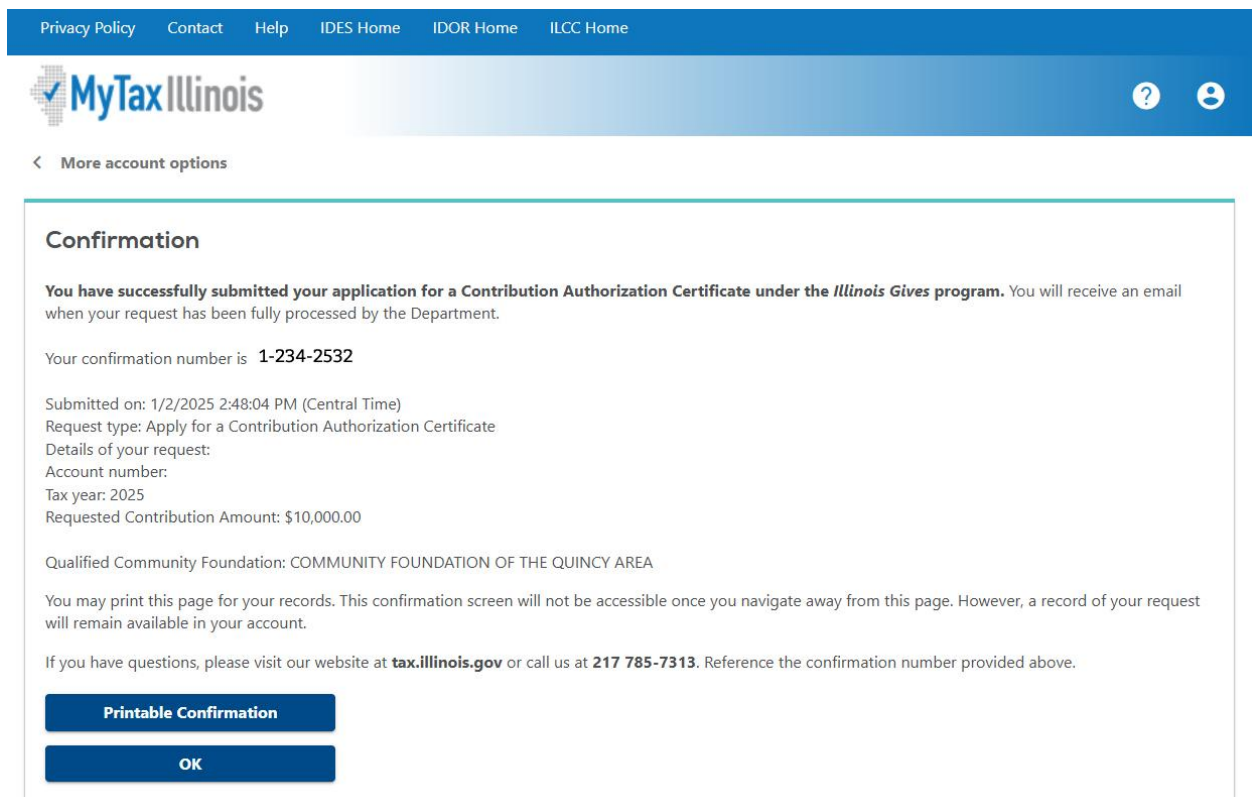 Privacy Policy Contact Help IDES Home IDOR Home ILCC Home
MyTax Illinois
?
< More account options
Confirmation
You have successfully submitted your application for a Contribution Authorization Certificate under the Illinois Gives program. You will receive an email
when your request has been fully processed by the Department.
Your confirmation number is 1-234-2532
Submitted on: 1/2/2025 2:48:04 PM (Central Time)
Request type: Apply for a Contribution Authorization Certificate
Details of your request:
Account number:
Tax year: 2025
Requested Contribution Amount: $10,000.00
Qualified Community Foundation: COMMUNITY FOUNDATION OF THE QUINCY AREA
You may print this page for your records. This confirmation screen will not be accessible once you navigate away from this page. However, a record of your request
will remain available in your account.
If you have questions, please visit our website at tax.illinois.gov or call us at 217 785-7313. Reference the confirmation number provided above.
Printable Confirmation
OK